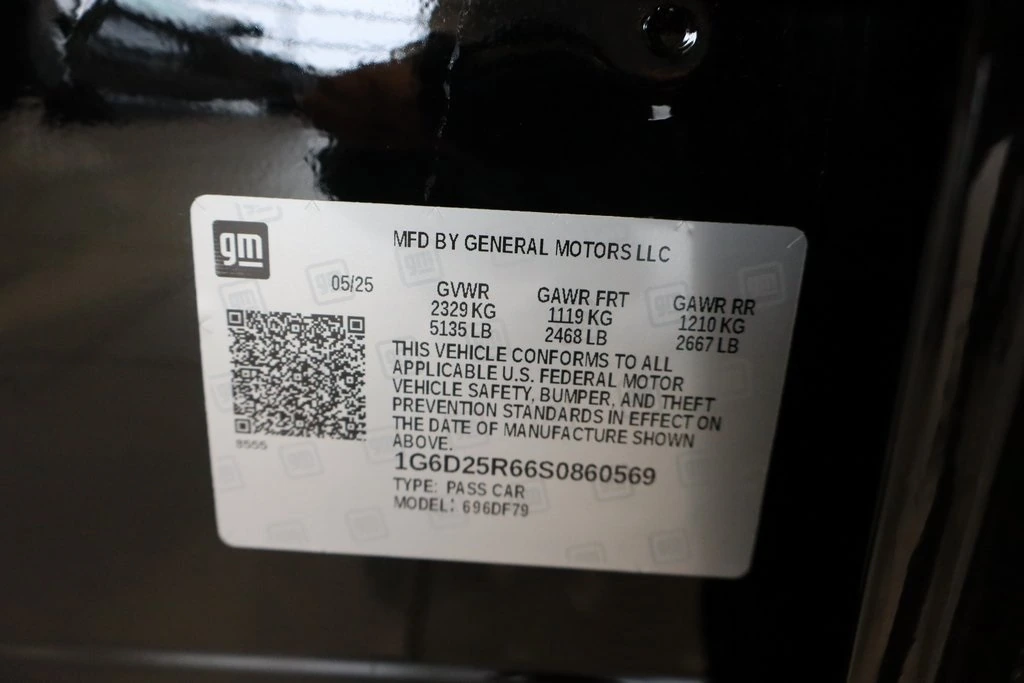 gm
MFD BY GENERAL MOTORS LLC
05/25
GVWR GAWR FRT GAWR RR
2329 KG 1119 KG 1210 KG
5135 LB 2468 LB 2667 LB
THIS VEHICLE CONFORMS TO ALL
APPLICABLE U.S. FEDERAL MOTOR
VEHICLE SAFETY, BUMPER, AND THEFT
PREVENTION STANDARDS IN EFFECT ON
THE DATE OF MANUFACTURE SHOWN
ABOVE.
1G6D25R66S0860569
TYPE: PASS CAR
MODEL: 696DF79